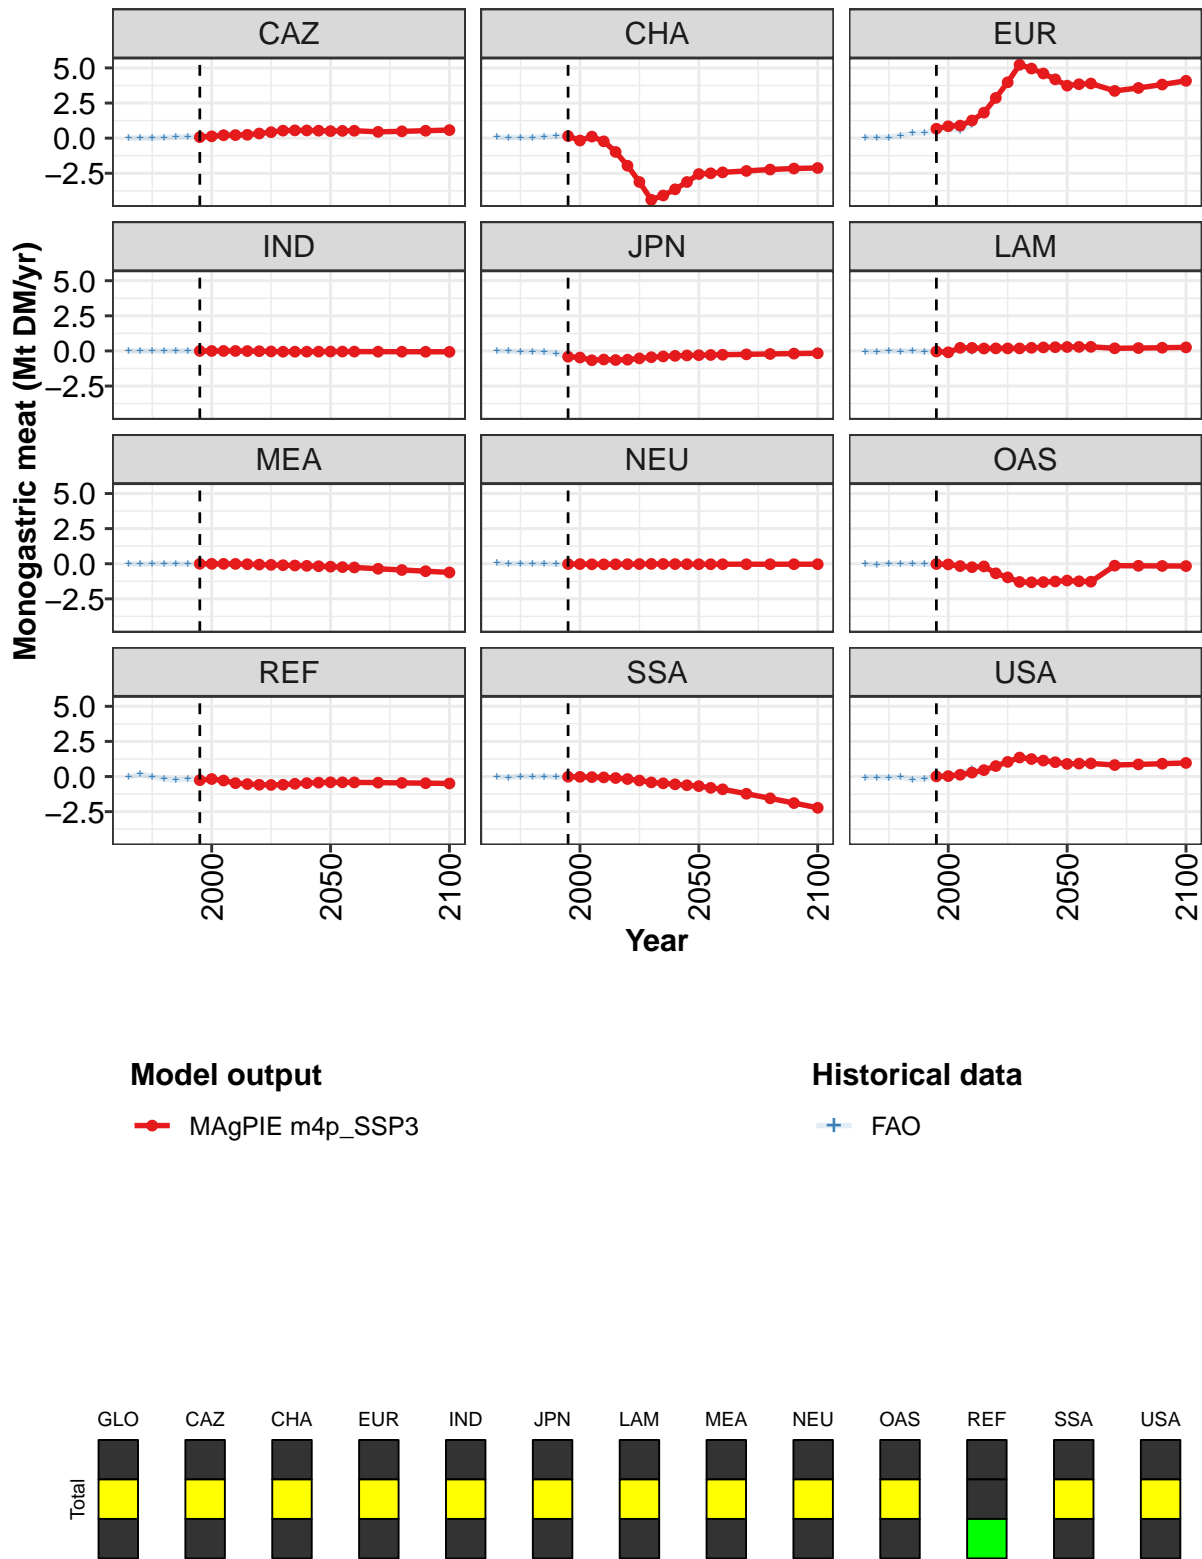 CAZ CHA EUR
5.0
2.5
0.0
−2.5
IND JPN LAM
5.0
2.5
0.0
−2.5
MEA NEU OAS
5.0
2.5
0.0
−2.5
REF SSA USA
5.0
2.5
0.0
−2.5
Monogastric meat (Mt DM/yr)
2000 2050 2100 2000 2050 2100 2000 2050 2100
Year
Model output
MAgPIE m4p_SSP3
Historical data
FAO
GLO CAZ CHA EUR IND JPN LAM MEA NEU OAS REF SSA USA
Total